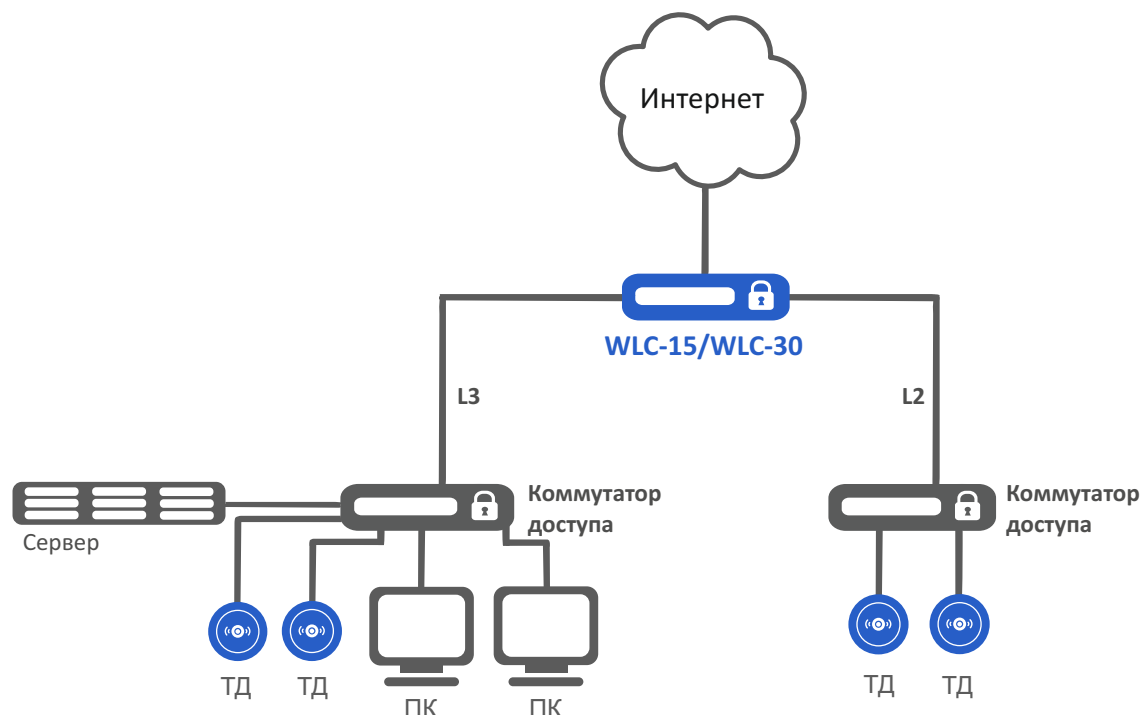 Интернет
WLC-15/WLC-30
L3
L2
Коммутатор
доступа
Коммутатор
доступа
Сервер
ТД
ТД
ПК
ПК
ТД
ТД